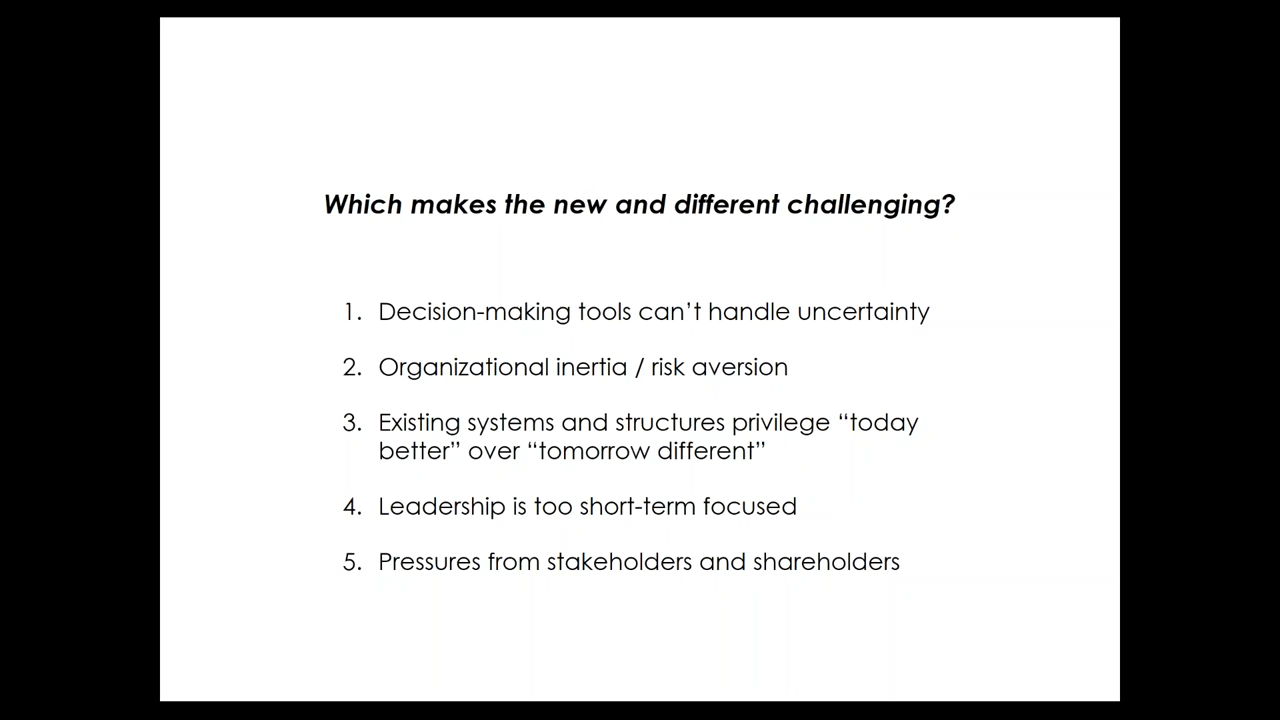 Which makes the new and different challenging?
1. Decision-making tools can’t handle uncertainty
2. Organizational inertia / risk aversion
3. Existing systems and structures privilege “today
better” over “tomorrow different”
4. Leadership is too short-term focused
5. Pressures from stakeholders and shareholders